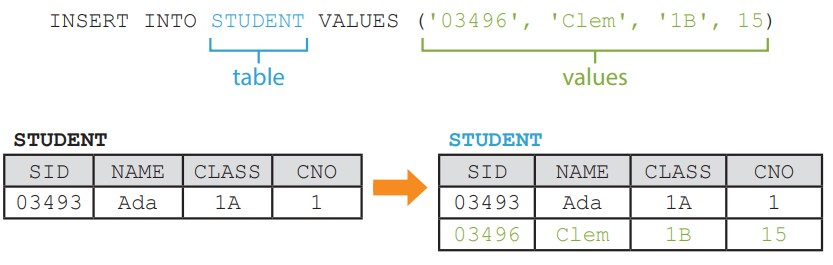 INSERT INTO STUDENT VALUES ('03496', 'Clem', '1B', 15)
table values
STUDENT
SID NAME CLASS CNO
03493 Ada 1A 1
STUDENT
SID NAME CLASS CNO
03493 Ada 1A 1
03496 Clem 1B 15